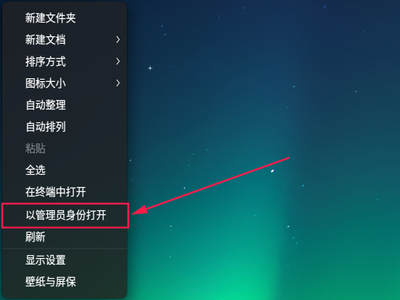 新建文件夹
新建文档
排序方式
图标大小
自动整理
自动排列
粘贴
全选
在终端中打开
以管理员身份打开
刷新
显示设置
壁纸与屏保